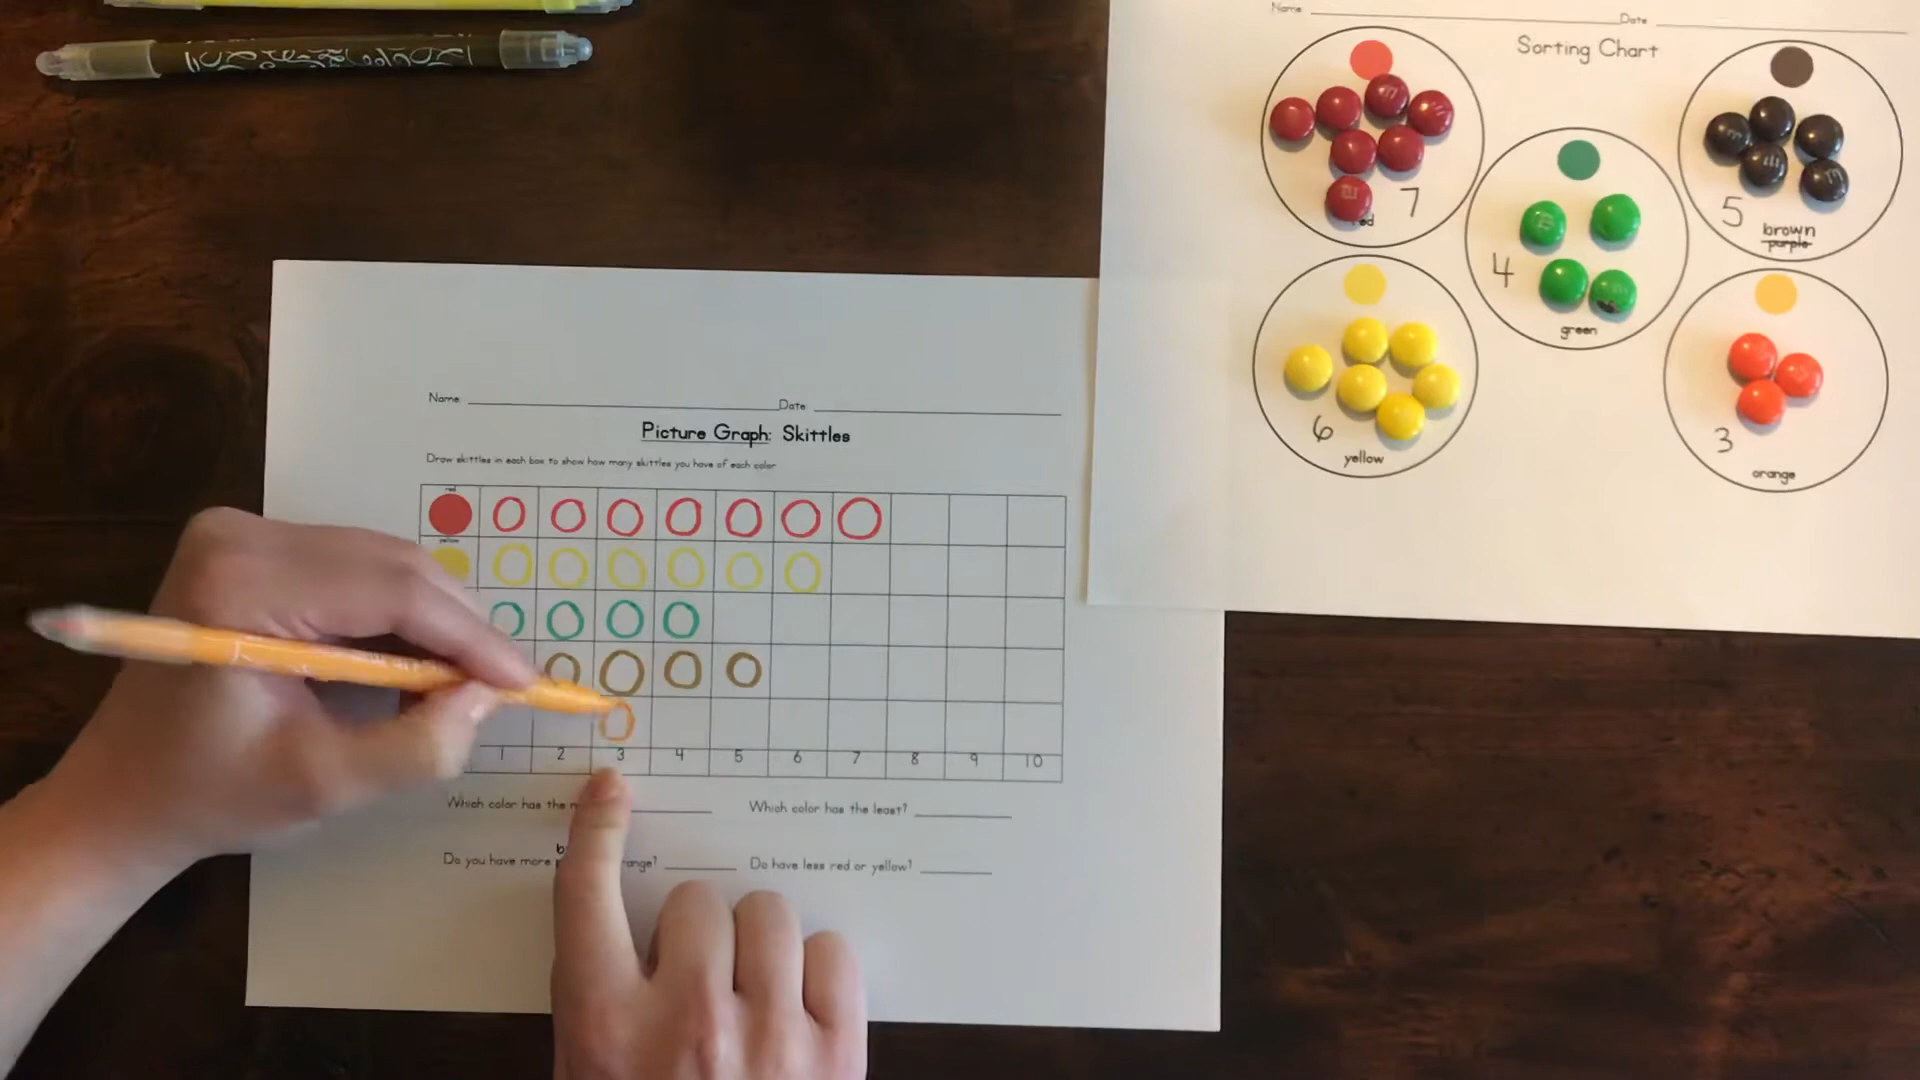 Name Date
Sorting Chart
7
red
5
brown
purple
4
green
6
yellow
3
orange
Name Date
Picture Graph: Skittles
Draw skittles in each box to show how many skittles you have of each color
red
yellow
1 2 3 4 5 6 7 8 9 10
Which color has the Which color has the least?
Do you have more Do have less red or yellow?